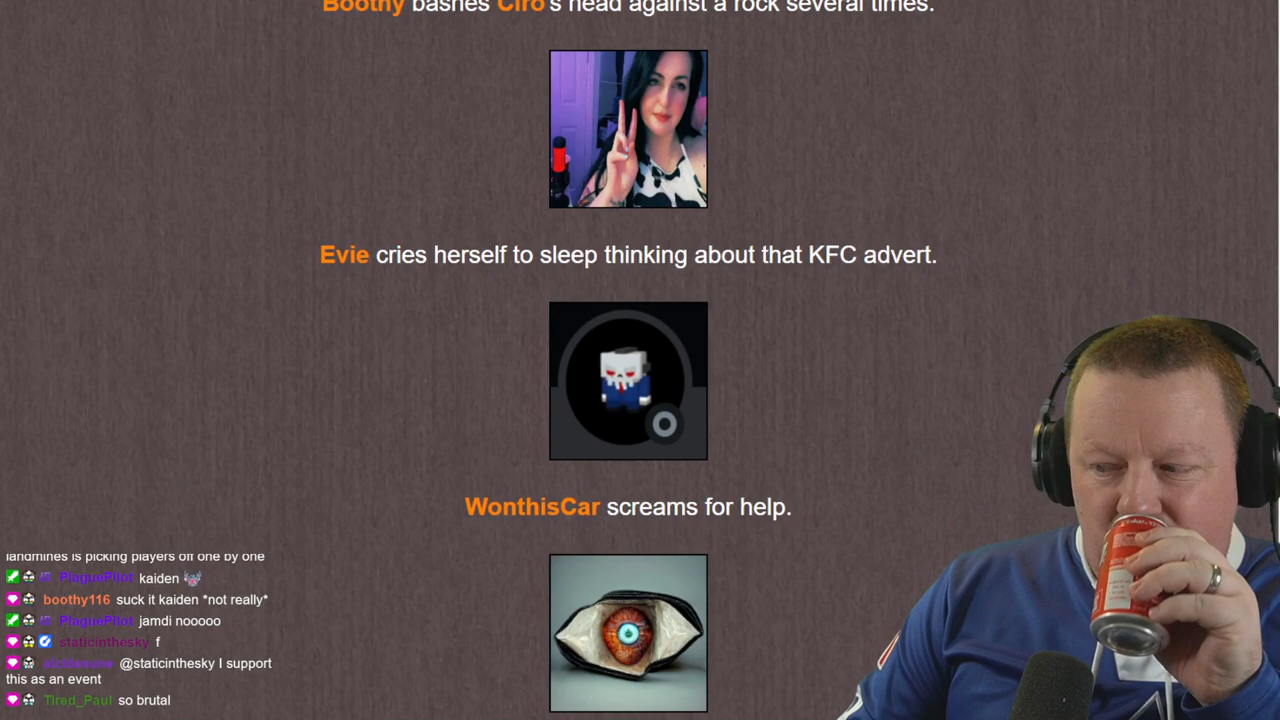 Boothy bashes Ciro's head against a rock several times.
Evie cries herself to sleep thinking about that KFC advert.
WonthisCar screams for help.
landmines is picking players off one by one
PlaguePilot kaiden
boothy116 suck it kaiden *not really*
PlaguePilot jamdi nooooo
staticinthesky f
@staticinthesky I support
this as an event
Tired_Paul so brutal